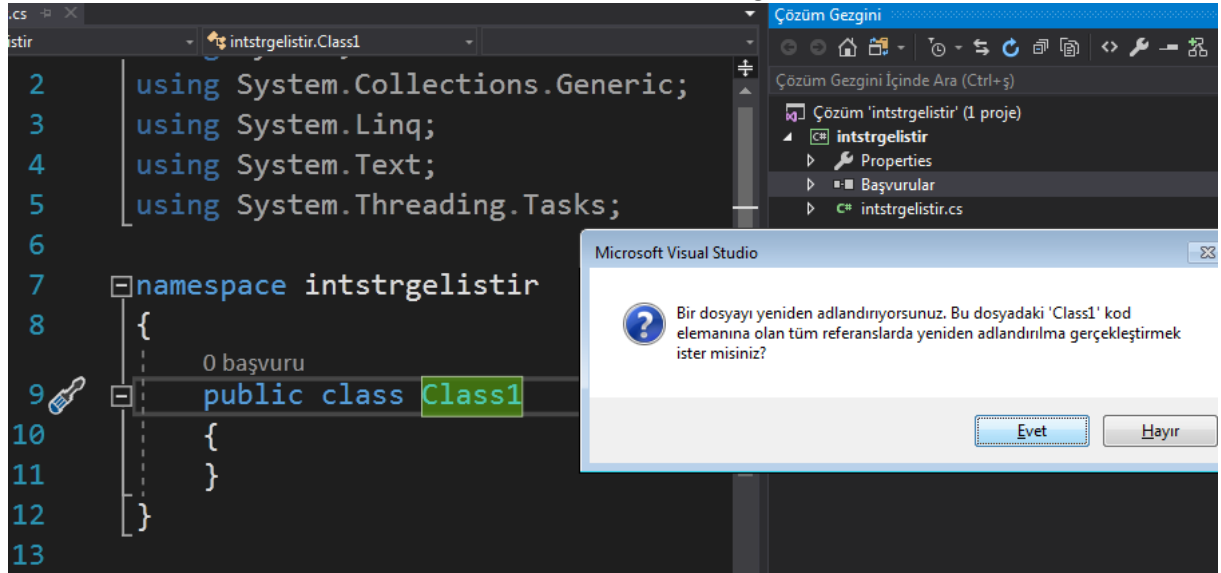 .cs
Çözüm Gezgini
istir
intstrgelistir.Class1
Çözüm Gezgini İçinde Ara (Ctrl+ş)
2 using System.Collections.Generic;
3 using System.Linq;
4 using System.Text;
5 using System.Threading.Tasks;
6
7 namespace intstrgelistir
8 {
0 başvuru
9 public class Class1
10 {
11 }
12 }
13
Çözüm 'intstrgelistir' (1 proje)
C# intstrgelistir
Properties
Başvurular
C# intstrgelistir.cs
Microsoft Visual Studio
Bir dosyayı yeniden adlandırıyorsunuz. Bu dosyadaki 'Class1' kod
elemanına olan tüm referanslarda yeniden adlandırılma gerçekleştirmek
ister misiniz?
Evet
Hayır